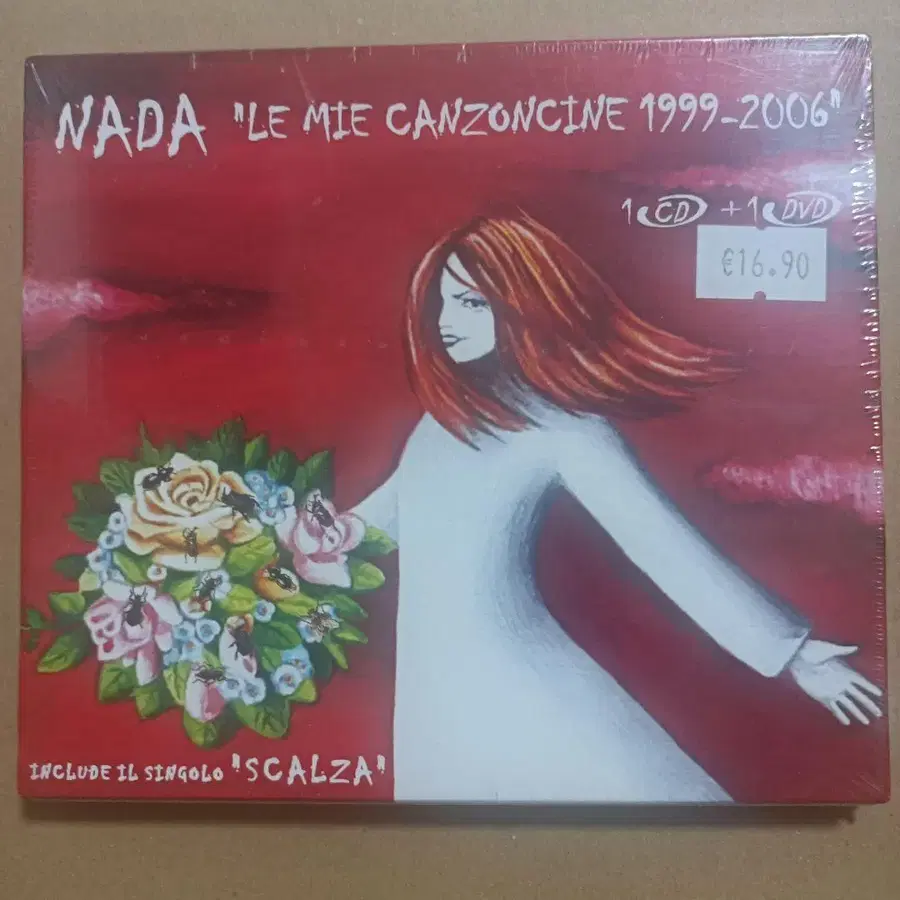 NADA "LE MIE CANZONCINE 1999-2006"
1 CD + 1 DVD
€16.90
INCLUDE IL SINGOLO "SCALZA"